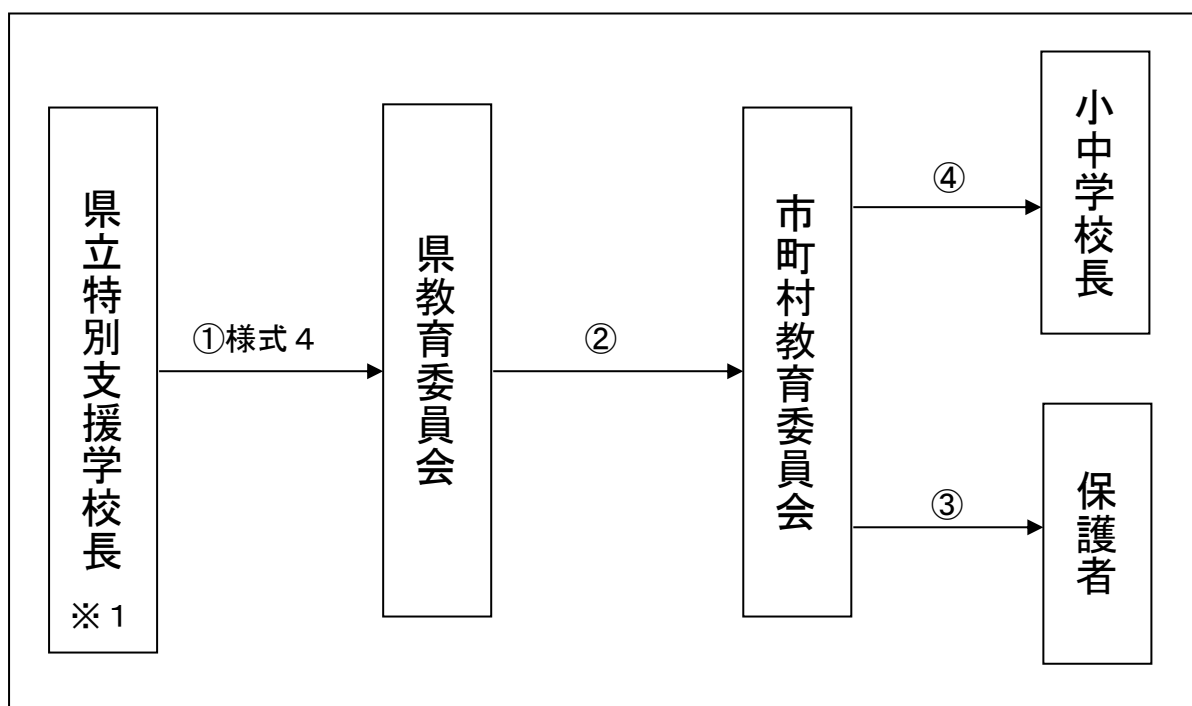 県立特別支援学校長
※1
①様式4
県教育委員会
②
市町村教育委員会
④
小中学校長
③
保護者